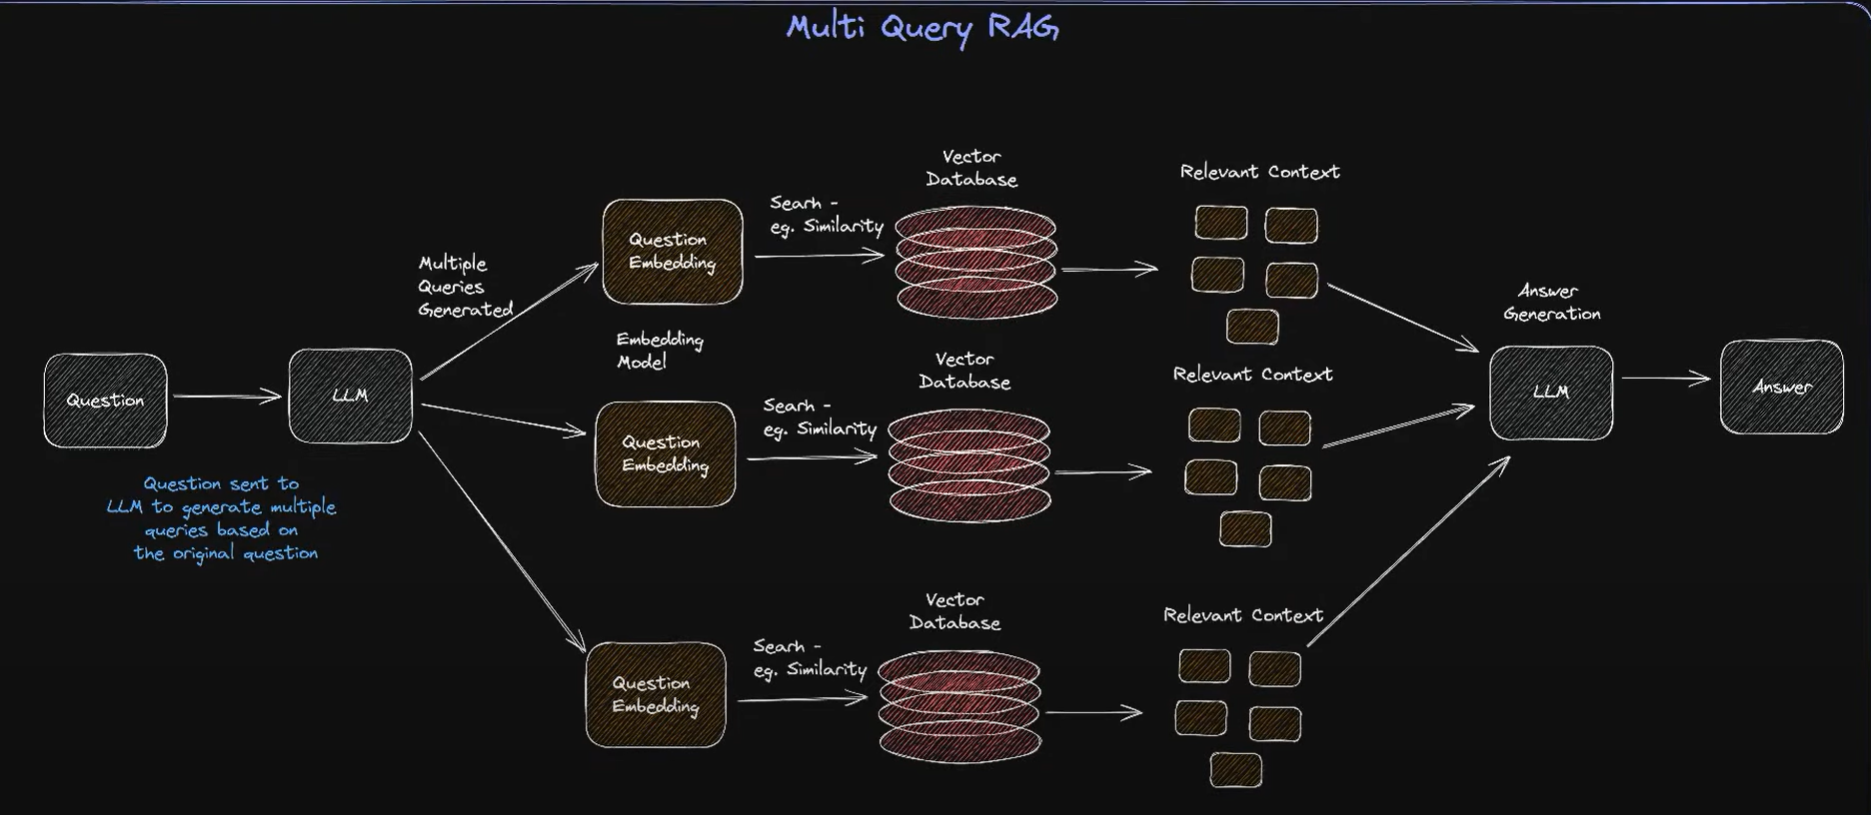 Multi Query RAG
Question
LLM
Question sent to
LLM to generate multiple
queries based on
the original question
Multiple
Queries
Generated
Question
Embedding
Searh -
eg. Similarity
Vector
Database
Relevant Context
Embedding
Model
Question
Embedding
Searh -
eg. Similarity
Vector
Database
Relevant Context
Question
Embedding
Searh -
eg. Similarity
Vector
Database
Relevant Context
Answer
Generation
LLM
Answer